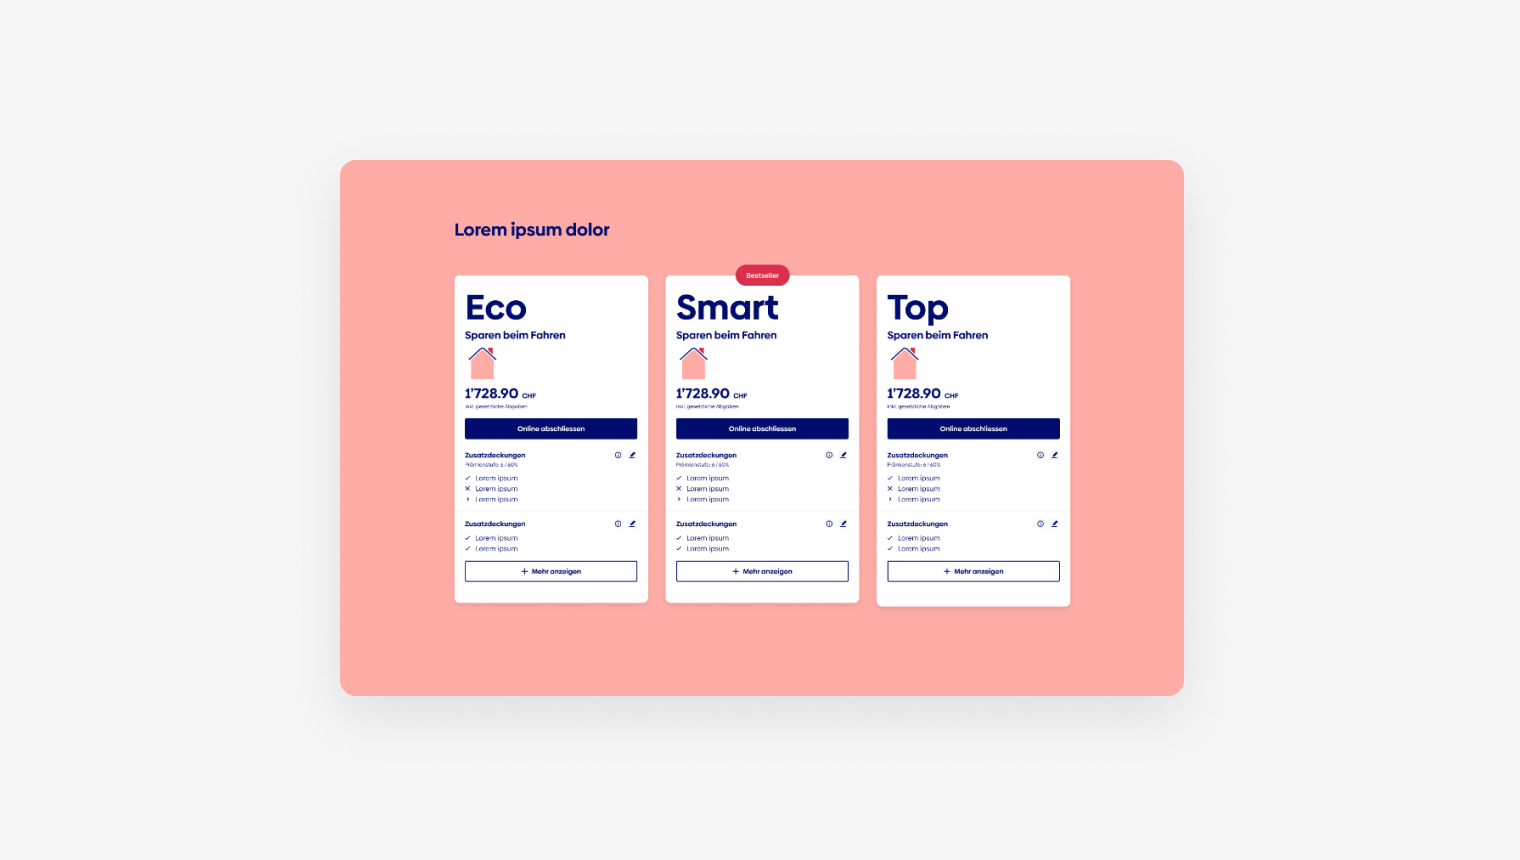 Lorem ipsum dolor
Bestseller
Eco
Sparen beim Fahren
1'728.90 CHF
inkl. gesetzliche Abgaben
Online abschliessen
Zusatzdeckungen
Prämienstufe: 6 / 60%
Lorem ipsum
Lorem ipsum
Lorem ipsum
Zusatzdeckungen
Lorem ipsum
Lorem ipsum
+ Mehr anzeigen
Smart
Sparen beim Fahren
1'728.90 CHF
inkl. gesetzliche Abgaben
Online abschliessen
Zusatzdeckungen
Prämienstufe: 6 / 60%
Lorem ipsum
Lorem ipsum
Lorem ipsum
Zusatzdeckungen
Lorem ipsum
Lorem ipsum
+ Mehr anzeigen
Top
Sparen beim Fahren
1'728.90 CHF
inkl. gesetzliche Abgaben
Online abschliessen
Zusatzdeckungen
Prämienstufe: 6 / 60%
Lorem ipsum
Lorem ipsum
Lorem ipsum
Zusatzdeckungen
Lorem ipsum
Lorem ipsum
+ Mehr anzeigen